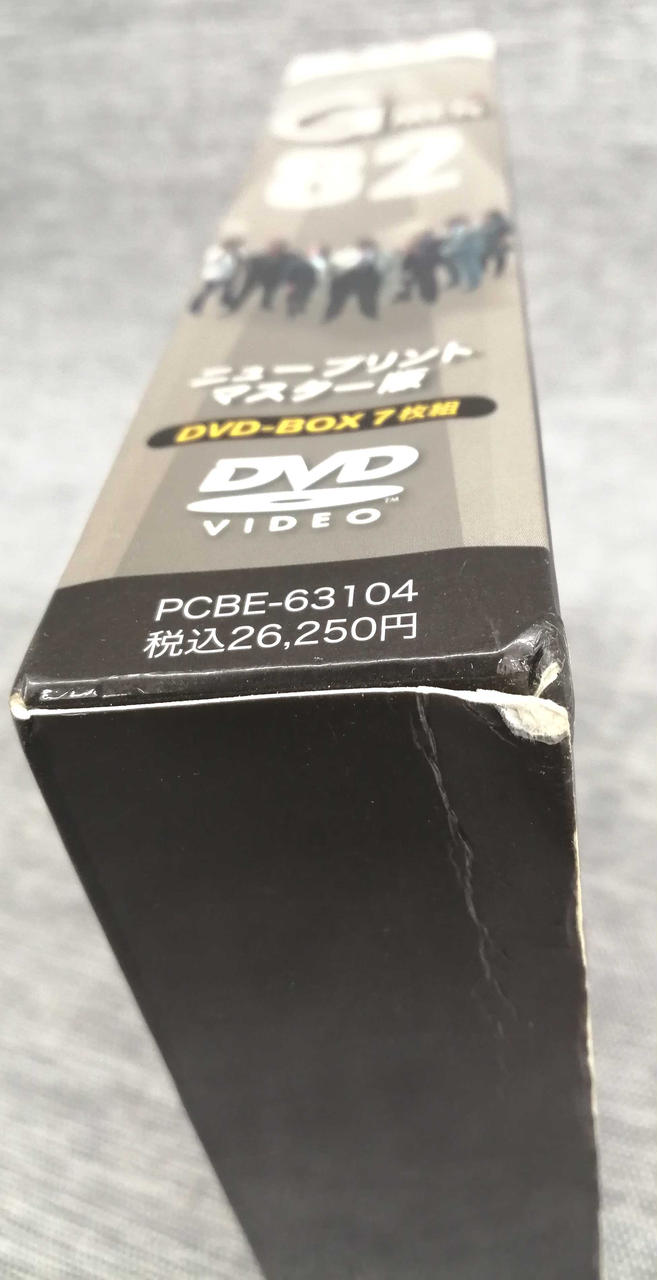 G
82
ニュープリント
マスター版
DVD-BOX 7枚組
DVD
™
VIDEO
PCBE-63104
税込26,250円